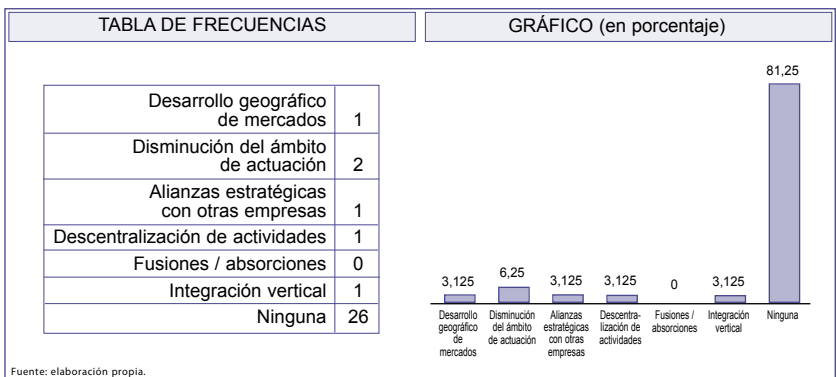 TABLA DE FRECUENCIAS
GRÁFICO (en porcentaje)
Desarrollo geográfico
de mercados 1
Disminución del ámbito
de actuación 2
Alianzas estratégicas
con otras empresas 1
Descentralización de actividades 1
Fusiones / absorciones 0
Integración vertical 1
Ninguna 26
81,25
3,125 6,25 3,125 3,125 0 3,125
Desarrollo Disminución Alianzas Descentra- Fusiones / Integración Ninguna
geográfico del ámbito estratégicas lización de absorciones vertical
de de actuación con otras actividades
mercados empresas
Fuente: elaboración propia.